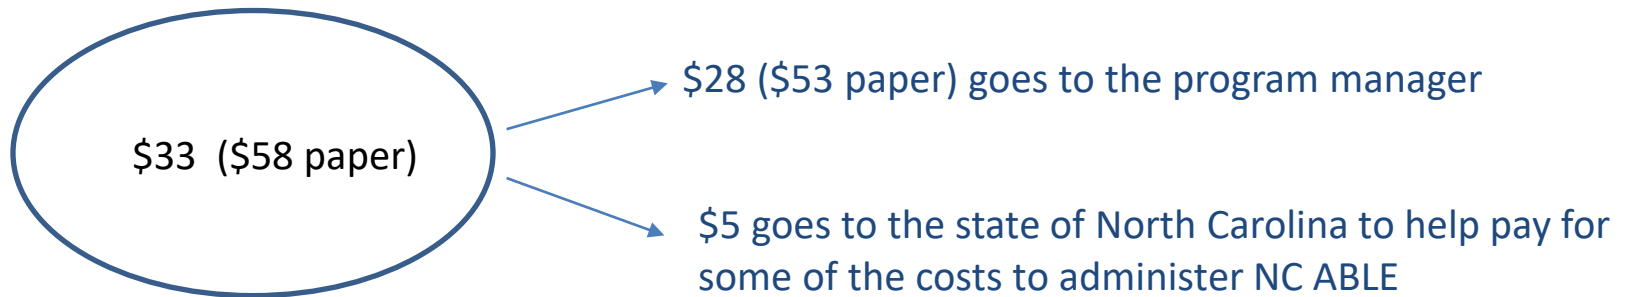 $33 ($58 paper)
$28 ($53 paper) goes to the program manager
$5 goes to the state of North Carolina to help pay for
some of the costs to administer NC ABLE